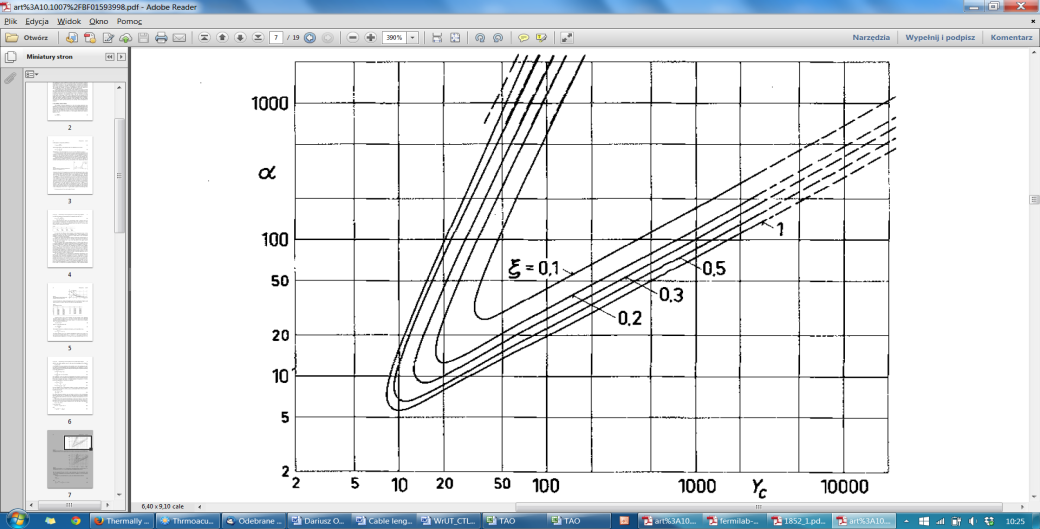 art%3A10.1007%2FBF01593998.pdf - Adobe Reader
Plik Edycja Widok Okno Pomoc
Otwórz 7 / 19 390% Narzędzia Wypełnij i podpisz Komentarz
Miniatury stron
2
3
4
5
6
7
1000
α
100
50
20
10
5
2
ξ = 0,1
1
0,5
0,3
0,2
2 5 10 20 50 100 1000 Yc 10000
6,40 x 9,10 cale
Thermally ... Thrmoacu... Odebrane ... Dariusz O... Cable leng... WrUT_CTL... TAO TAO art%3A10... fermilab-... 1852_1.pd... art%3A10... 10:25